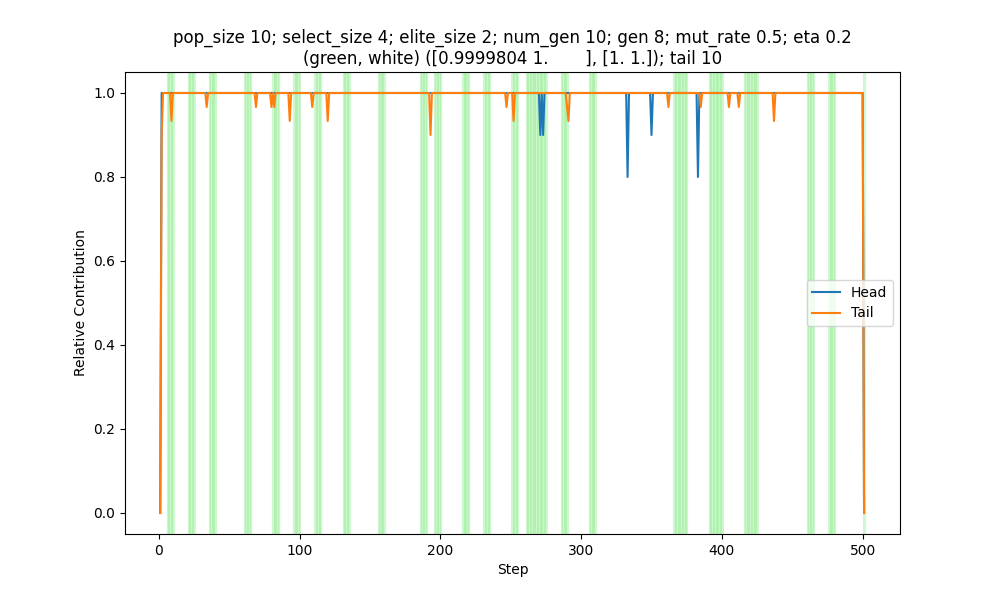 pop_size 10; select_size 4; elite_size 2; num_gen 10; gen 8; mut_rate 0.5; eta 0.2
(green, white) ([0.9999804 1.       ], [1. 1.]); tail 10
1.0
0.8
0.6
0.4
0.2
0.0
Relative Contribution
Head
Tail
0
100
200
300
400
500
Step